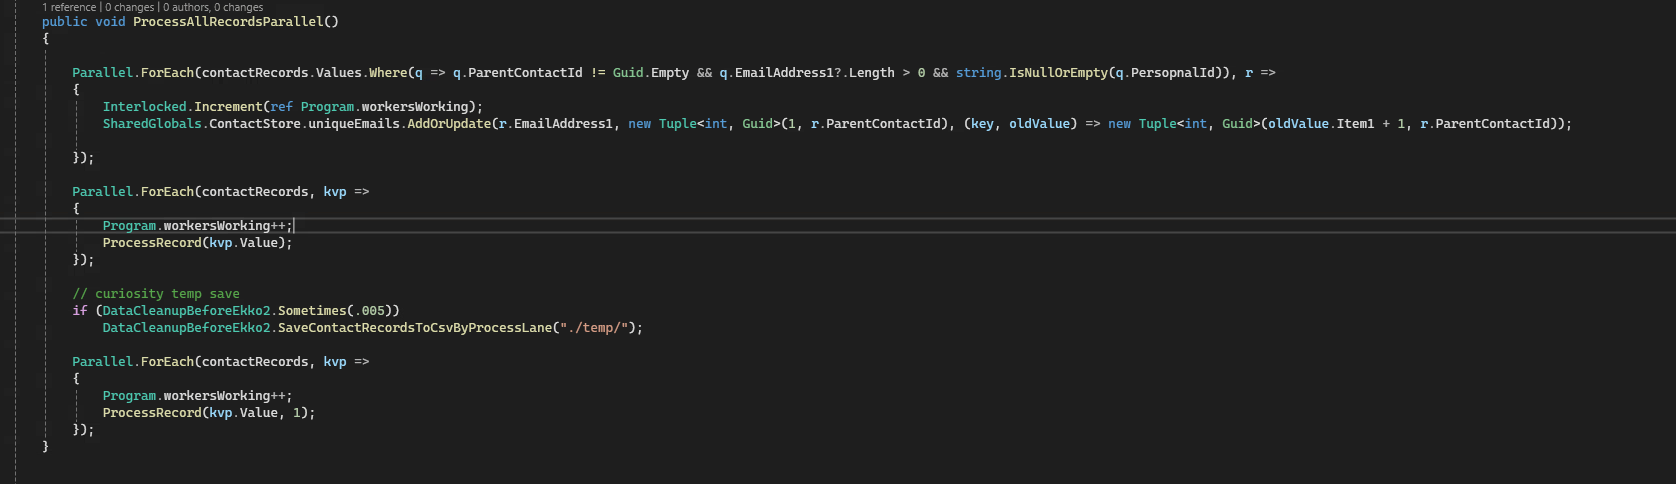 1 reference | 0 changes | 0 authors, 0 changes
public void ProcessAllRecordsParallel()
{
Parallel.ForEach(contactRecords.Values.Where(q => q.ParentContactId != Guid.Empty && q.EmailAddress1?.Length > 0 && string.IsNullOrEmpty(q.PersopnalId)), r =>
{
Interlocked.Increment(ref Program.workersWorking);
SharedGlobals.ContactStore.uniqueEmails.AddOrUpdate(r.EmailAddress1, new Tuple<int, Guid>(1, r.ParentContactId), (key, oldValue) => new Tuple<int, Guid>(oldValue.Item1 + 1, r.ParentContactId));
});
Parallel.ForEach(contactRecords, kvp =>
{
Program.workersWorking++;
ProcessRecord(kvp.Value);
});
// curiosity temp save
if (DataCleanupBeforeEkko2.Sometimes(.005))
DataCleanupBeforeEkko2.SaveContactRecordsToCsvByProcessLane("./temp/");
Parallel.ForEach(contactRecords, kvp =>
{
Program.workersWorking++;
ProcessRecord(kvp.Value, 1);
});
}